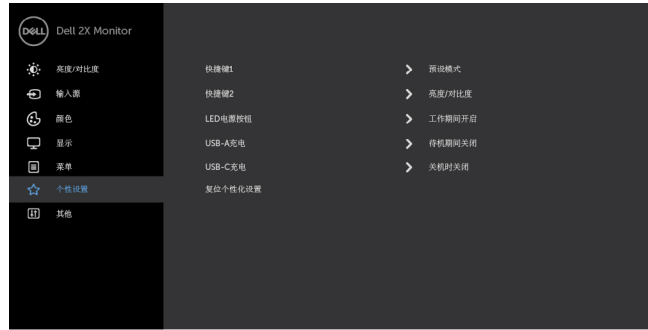 DELL Dell 2X Monitor
亮度/对比度 快捷键1 预设模式
输入源 快捷键2 亮度/对比度
颜色 LED电源按钮 工作期间开启
显示 USB-A充电 待机期间关闭
菜单 USB-C充电 关机时关闭
个性设置 复位个性化设置
其他